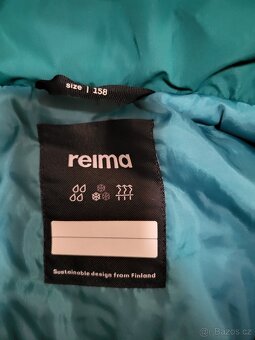 size | 158
reima
Sustainable design from Finland
© Bazos.cz